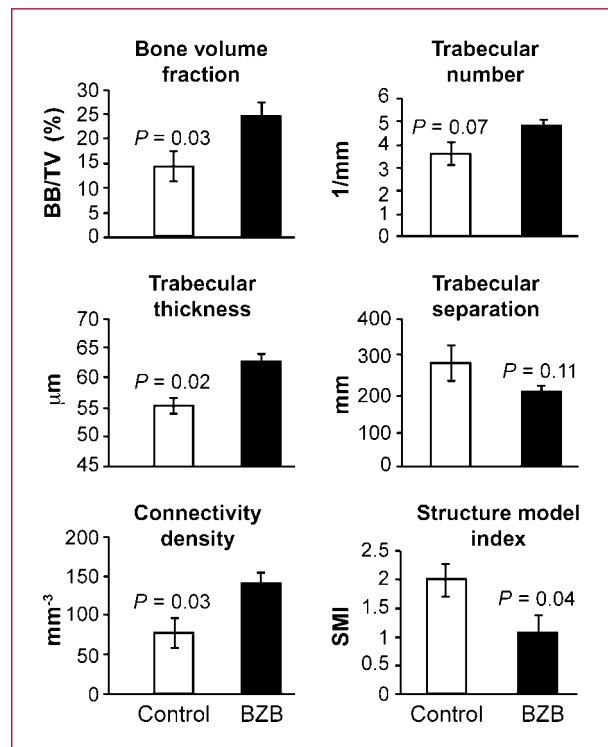 Bone volume
fraction
BB/TV (%)
30
25
20
15
10
5
0
P = 0.03
Trabecular
number
1/mm
6
5
4
3
2
1
0
P = 0.07
Trabecular
thickness
μm
70
65
60
55
50
45
P = 0.02
Trabecular
separation
mm
400
300
200
100
0
P = 0.11
Connectivity
density
mm-3
200
150
100
50
0
P = 0.03
Control
BZB
Structure model
index
SMI
2.5
2
1.5
1
0.5
0
P = 0.04
Control
BZB